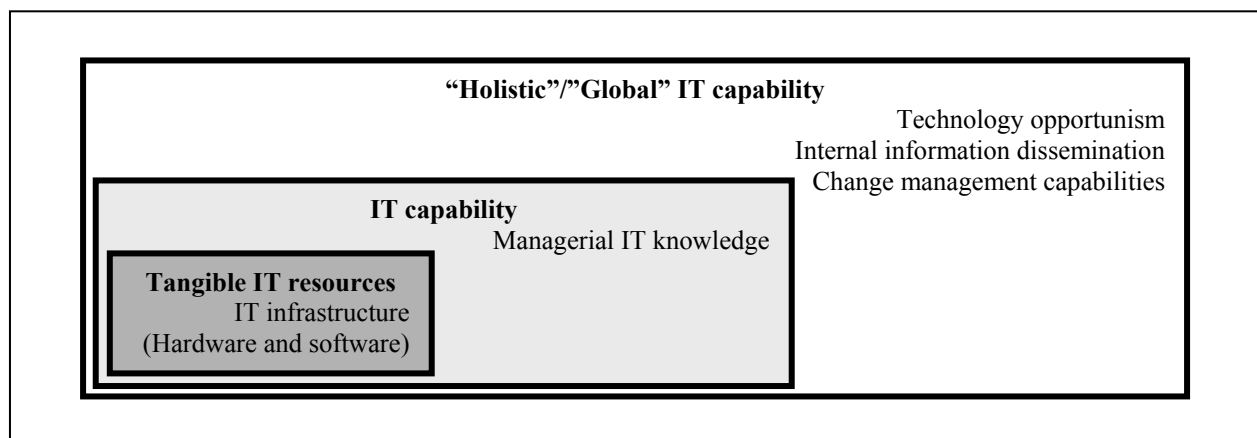 “Holistic”/”Global” IT capability
Technology opportunism
Internal information dissemination
Change management capabilities
IT capability
Managerial IT knowledge
Tangible IT resources
IT infrastructure
(Hardware and software)